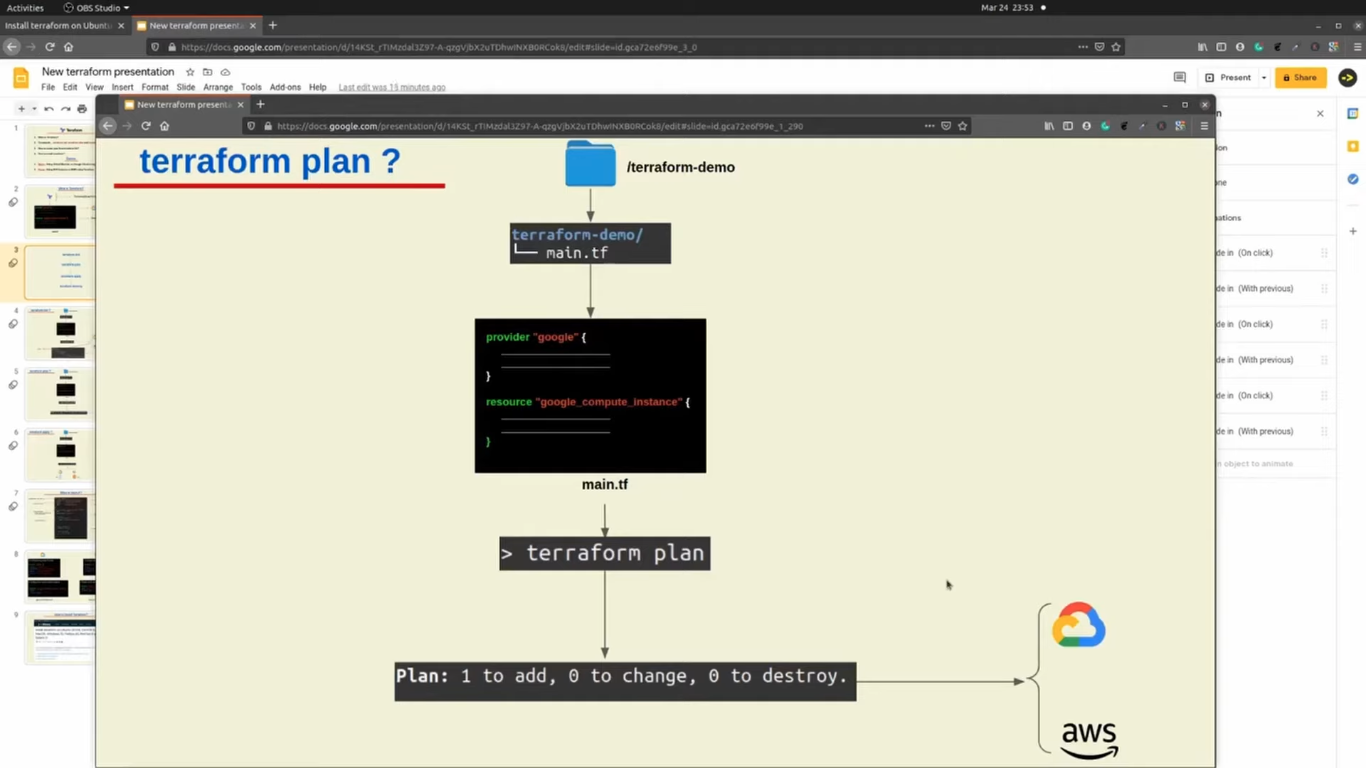 Activities
OBS Studio
Mar 24 23:53
Install terraform on Ubuntu
New terraform present
https://docs.google.com/presentation/d/14KSt_rTIMzdal3Z97-A-qzgVjbX2uTDhwINXB0RCok8/edit#slide=id.gca72e6f99e_3_0
New terraform presentation
File Edit View Insert Format Slide Arrange Tools Add-ons Help Last edit was 15 minutes ago
Present
Share
New terraform present
https://docs.google.com/presentation/d/14KSt_rTIMzdal3Z97-A-qzgVjbX2uTDhwINXB0RCok8/edit#slide=id.gca72e6f99e_1_290
terraform plan ?
/terraform-demo
terraform-demo/
└── main.tf
provider "google" {
}
resource "google_compute_instance" {
}
main.tf
> terraform plan
Plan: 1 to add, 0 to change, 0 to destroy.
aws
1
2
3
4
5
6
7
8
9
n
ion
ne
ations
de in (On click)
de in (With previous)
de in (On click)
de in (With previous)
de in (On click)
de in (With previous)
n object to animate